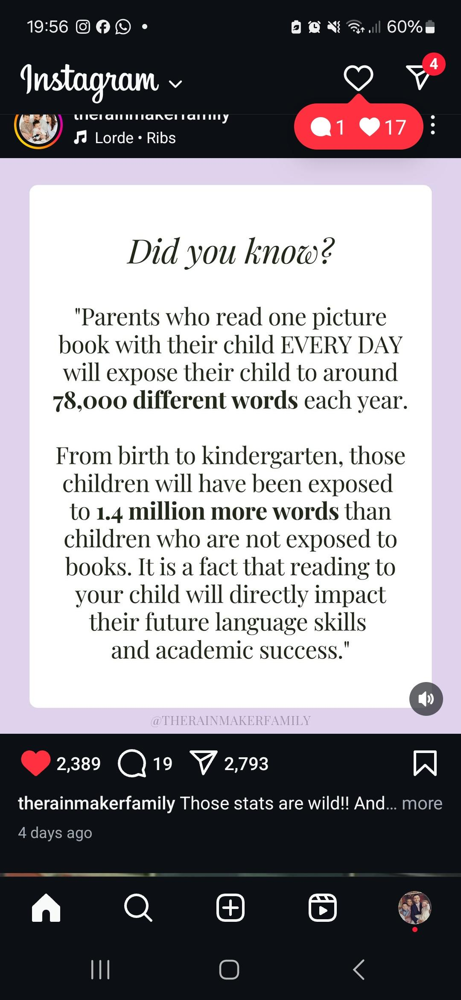 19:56
60%
Instagram
4
therainmakerfamily
Lorde • Ribs
1 17
Did you know?
"Parents who read one picture
book with their child EVERY DAY
will expose their child to around
78,000 different words each year.
From birth to kindergarten, those
children will have been exposed
to 1.4 million more words than
children who are not exposed to
books. It is a fact that reading to
your child will directly impact
their future language skills
and academic success."
@THERAINMAKERFAMILY
2,389 19 2,793
therainmakerfamily Those stats are wild!! And... more
4 days ago